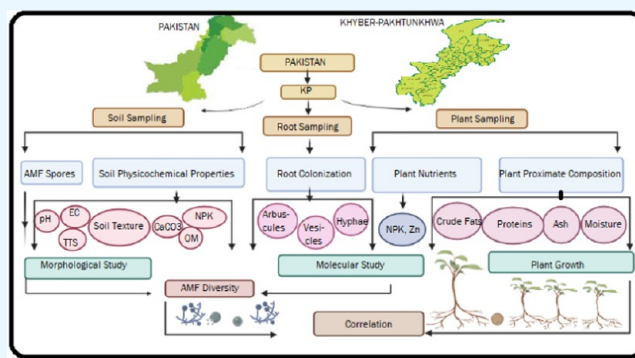 PAKISTAN
KHYBER-PAKHTUNKHWA
PAKISTAN
KP
Soil Sampling
Root Sampling
Plant Sampling
AMF Spores
Soil Physicochemical Properties
Root Colonization
Plant Nutrients
Plant Proximate Composition
pH
EC
TTS
Soil Texture
CaCO3
NPK
OM
Arbus-
cules
Vesi-
cles
Hyphae
NPK, Zn
Crude Fats
Proteins
Ash
Moisture
Morphological Study
Molecular Study
Plant Growth
AMF Diversity
Correlation